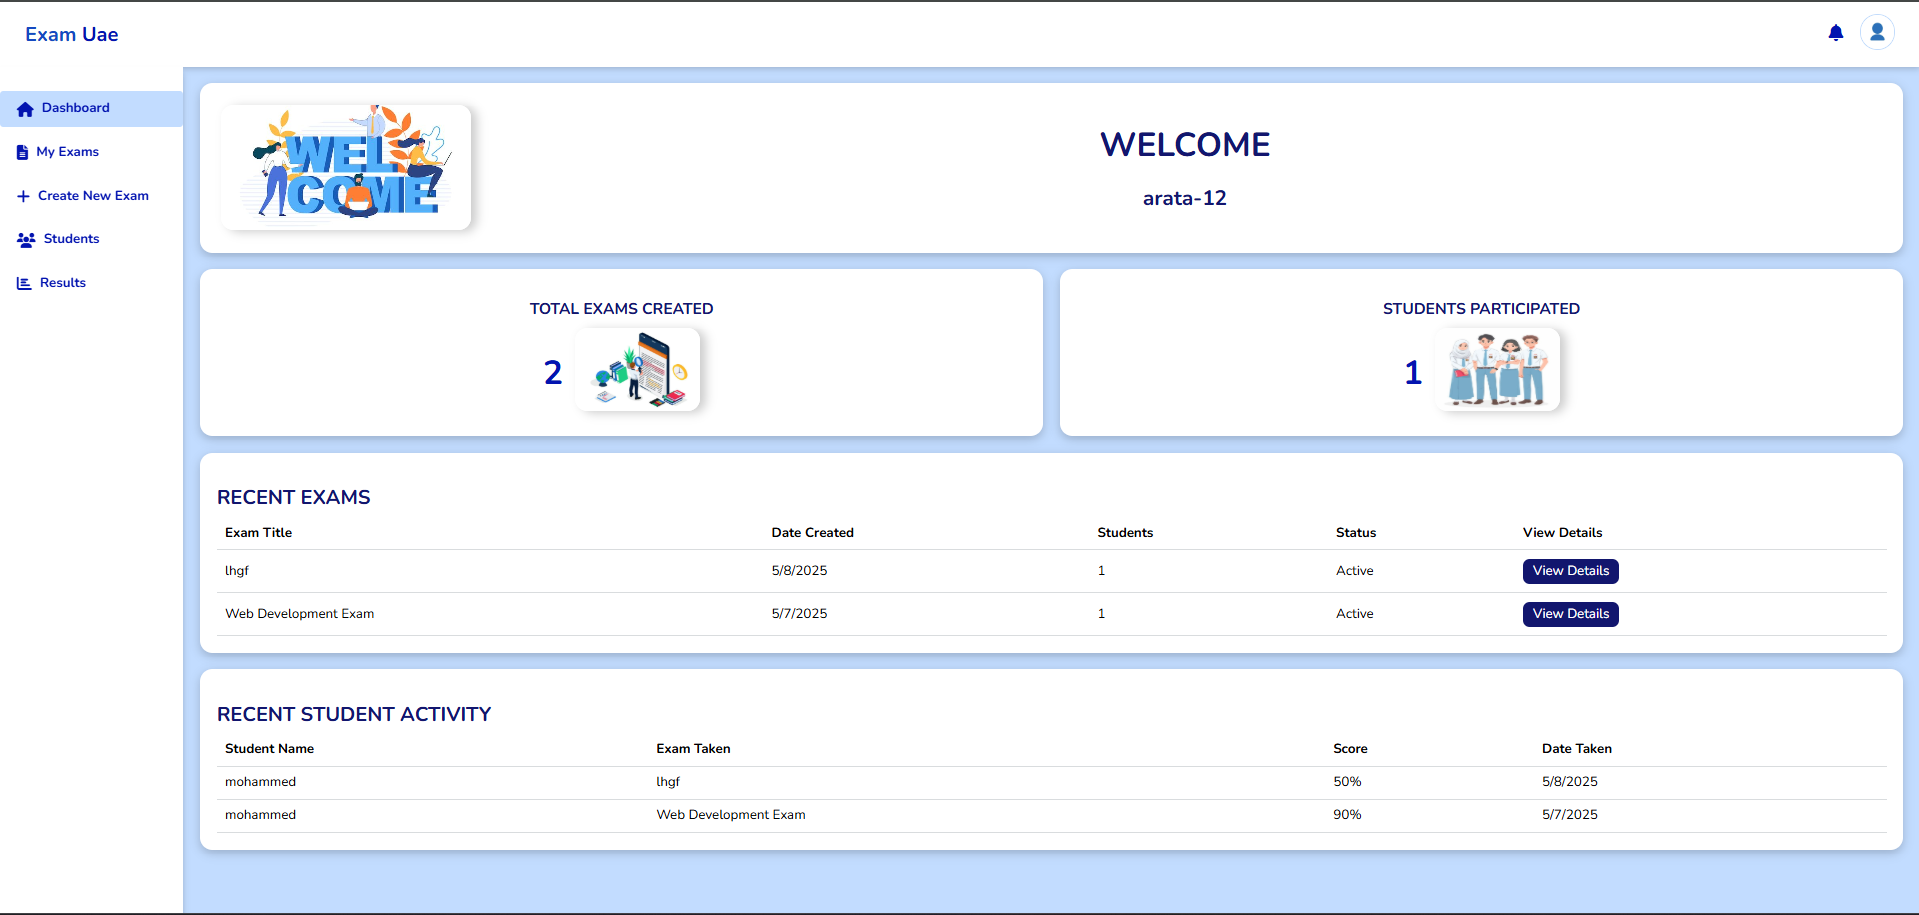 Exam Uae
Dashboard
My Exams
Create New Exam
Students
Results
WELCOME
WELCOME
arata-12
TOTAL EXAMS CREATED
2
STUDENTS PARTICIPATED
1
RECENT EXAMS
Exam Title Date Created Students Status View Details
lhgf 5/8/2025 1 Active View Details
Web Development Exam 5/7/2025 1 Active View Details
RECENT STUDENT ACTIVITY
Student Name Exam Taken Score Date Taken
mohammed lhgf 50% 5/8/2025
mohammed Web Development Exam 90% 5/7/2025